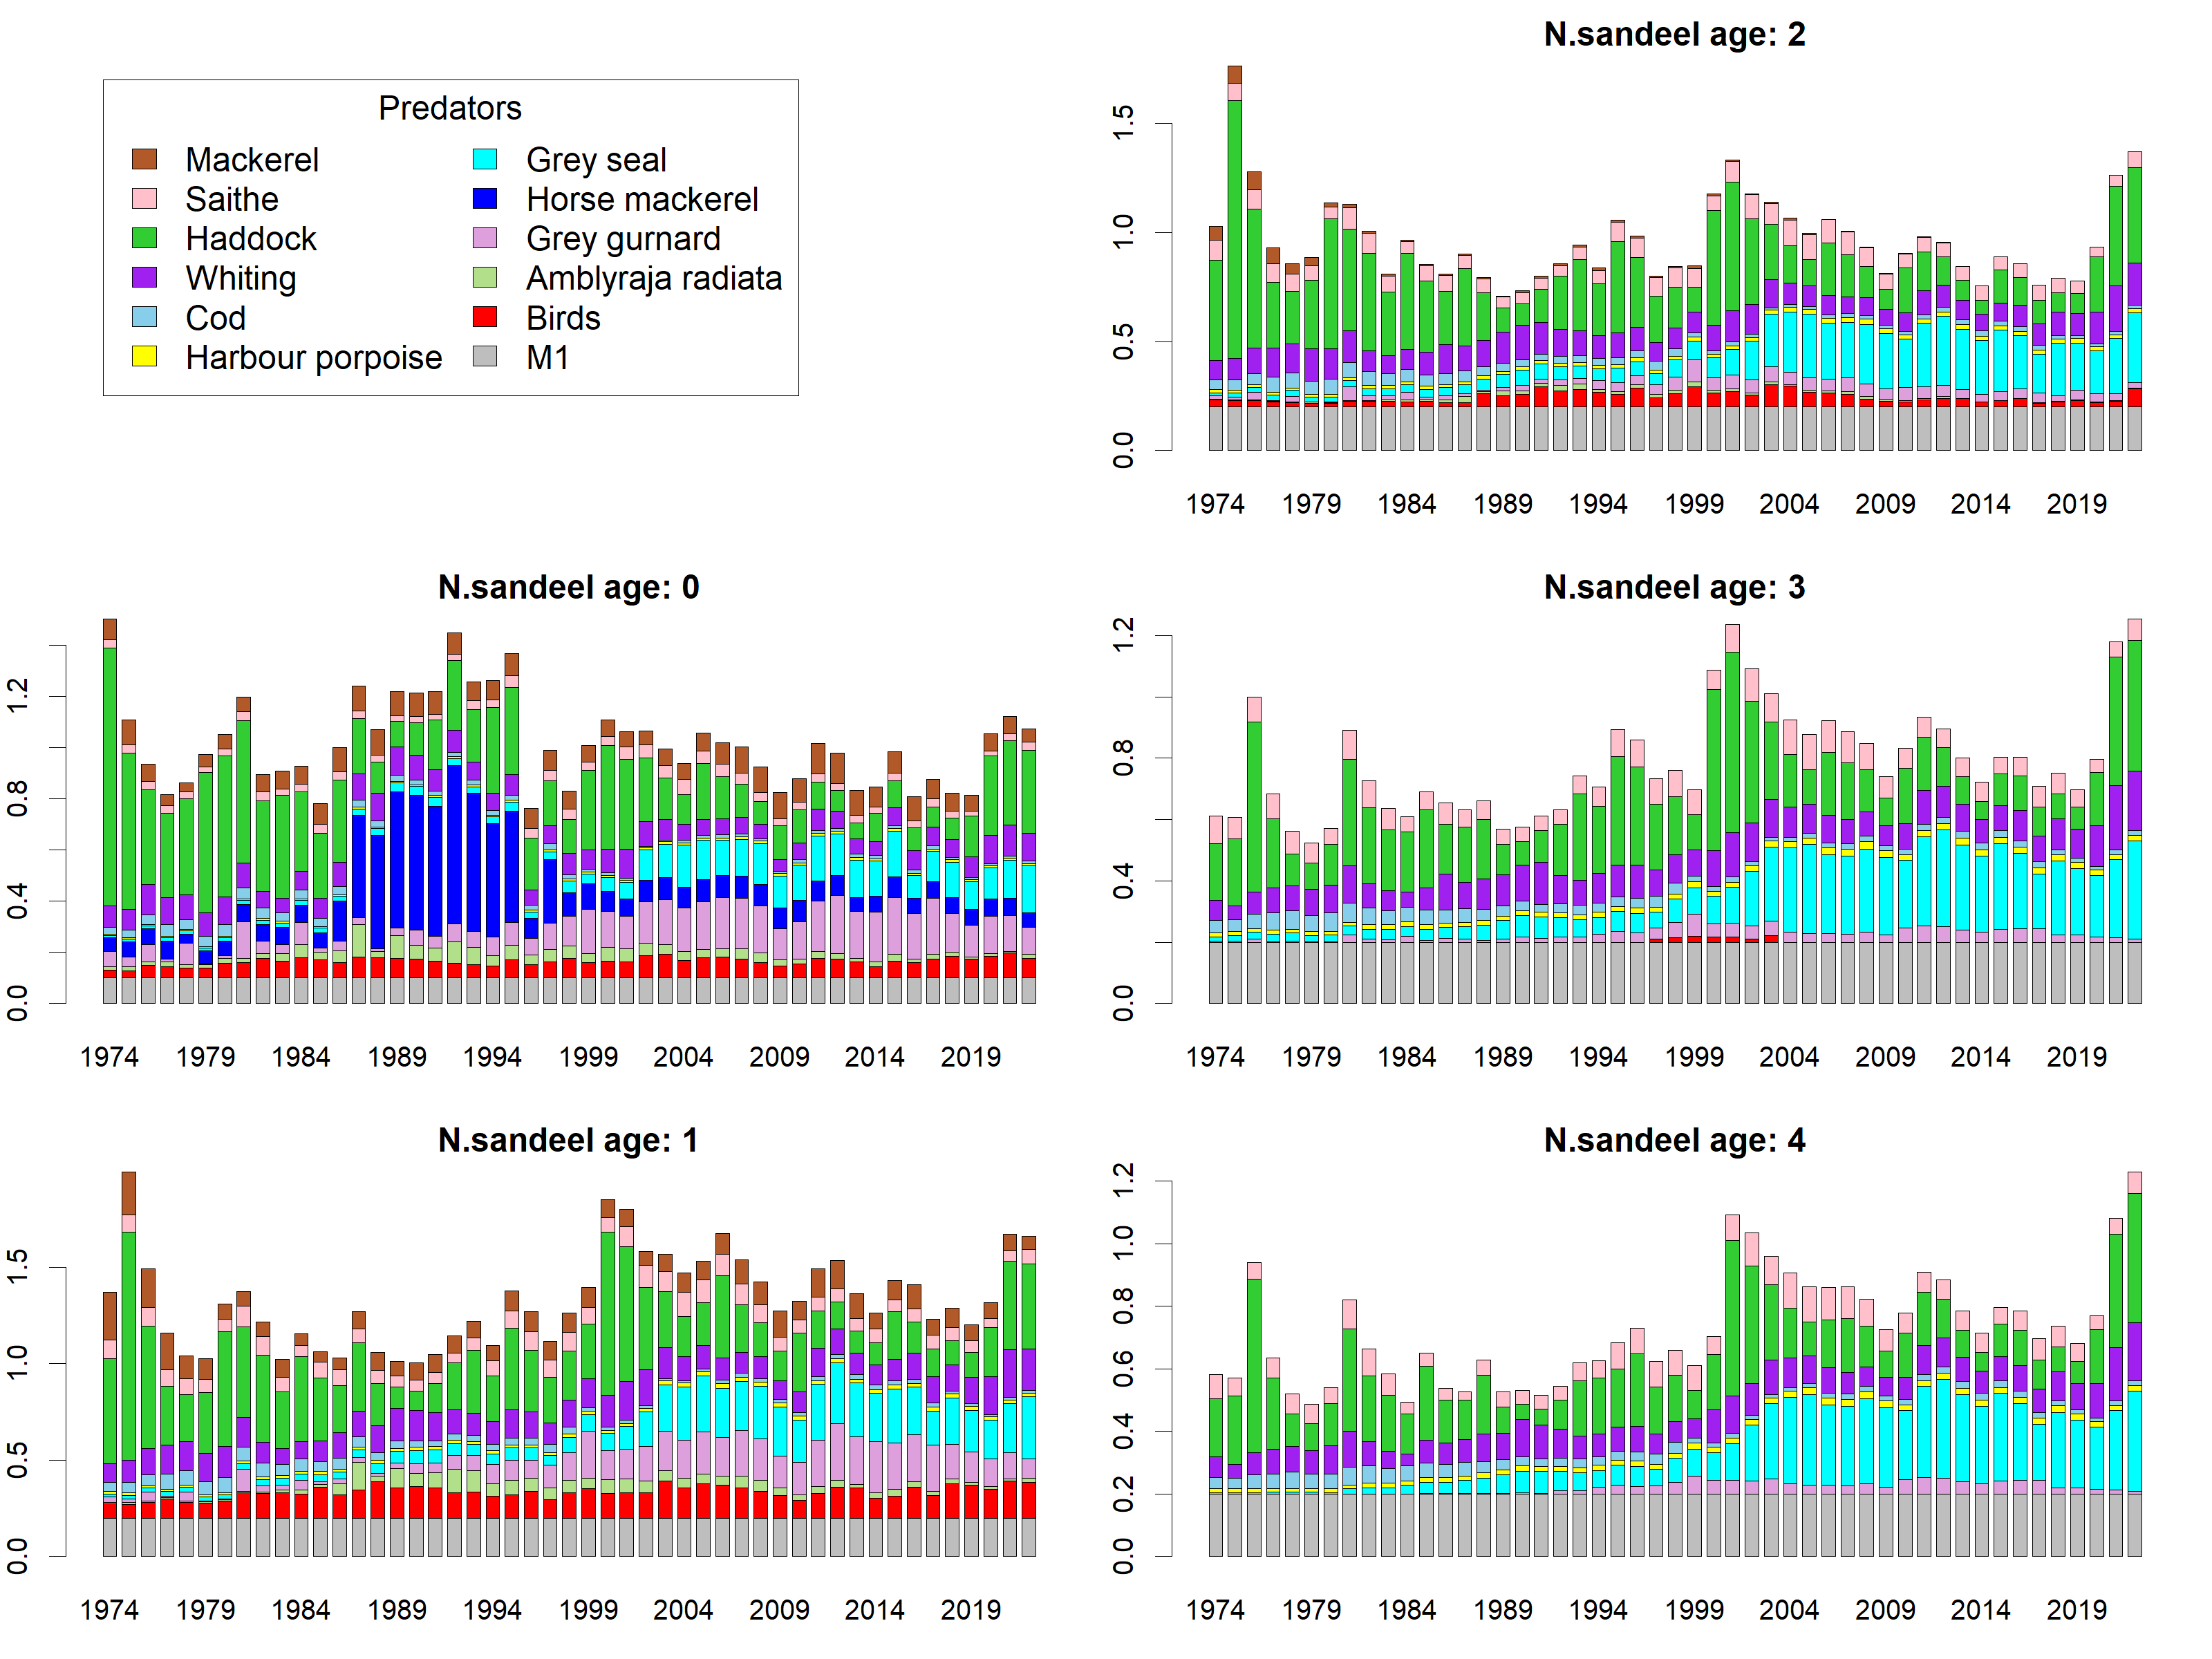 Predators
Mackerel
Saithe
Haddock
Whiting
Cod
Harbour porpoise
Grey seal
Horse mackerel
Grey gurnard
Amblyraja radiata
Birds
M1
N.sandeel age: 2
1.5
1.0
0.5
0.0
1974 1979 1984 1989 1994 1999 2004 2009 2014 2019
N.sandeel age: 0
1.2
0.8
0.4
0.0
1974 1979 1984 1989 1994 1999 2004 2009 2014 2019
N.sandeel age: 3
1.2
0.8
0.4
0.0
1974 1979 1984 1989 1994 1999 2004 2009 2014 2019
N.sandeel age: 1
1.5
1.0
0.5
0.0
1974 1979 1984 1989 1994 1999 2004 2009 2014 2019
N.sandeel age: 4
1.2
1.0
0.8
0.6
0.4
0.2
0.0
1974 1979 1984 1989 1994 1999 2004 2009 2014 2019